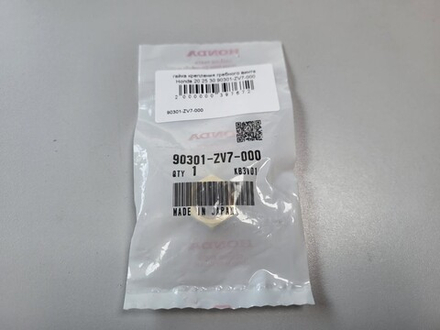 HONDA
гайка крепления гребного винта
Honda 20 25 30 90301-ZV7-000
90301-ZV7-000
90301-ZV7-000
QTY 1 KB3101
MADE IN JAPAN
HONDA